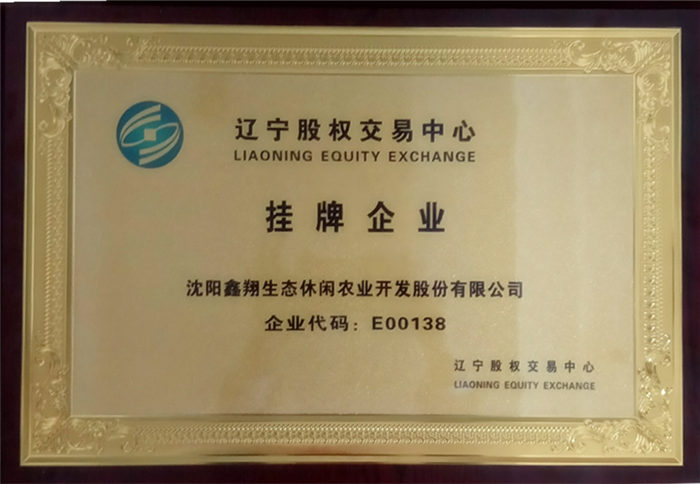 辽宁股权交易中心
LIAONING EQUITY EXCHANGE
挂牌企业
沈阳鑫翔生态休闲农业开发股份有限公司
企业代码：E00138
辽宁股权交易中心
LIAONING EQUITY EXCHANGE